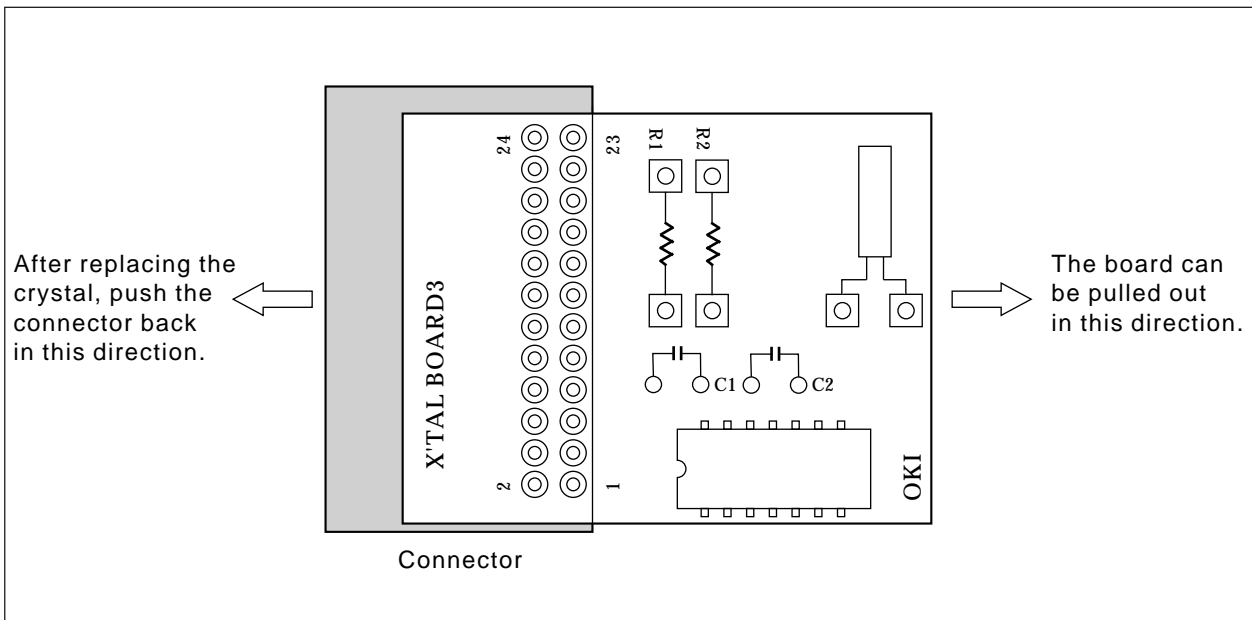 After replacing the
crystal, push the
connector back
in this direction.
X'TAL BOARD3
24
23
2
1
R1
R2
C1
C2
OKI
The board can
be pulled out
in this direction.
Connector